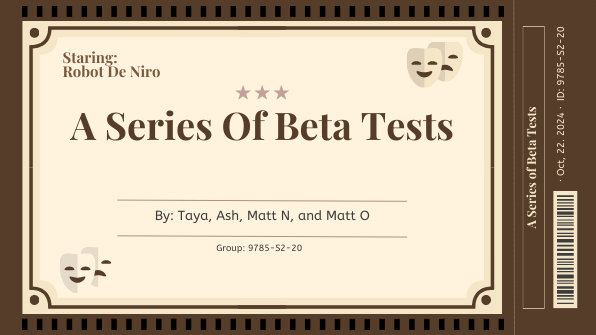 Staring:
Robot De Niro
A Series Of Beta Tests
By: Taya, Ash, Matt N, and Matt O
Group: 9785-S2-20
A Series of Beta Tests
· Oct, 22. 2024 · ID: 9785-S2-20